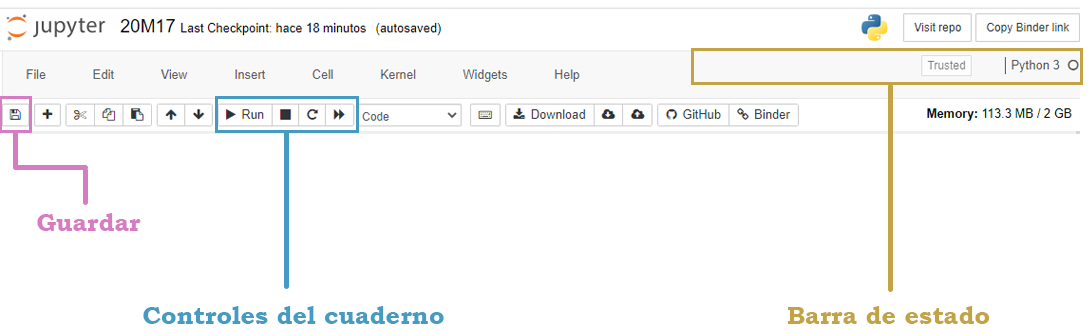 jupyter 20M17 Last Checkpoint: hace 18 minutos (autosaved) Visit repo Copy Binder link
File Edit View Insert Cell Kernel Widgets Help Trusted Python 3
Run Code Download GitHub Binder Memory: 113.3 MB / 2 GB
Guardar
Controles del cuaderno Barra de estado